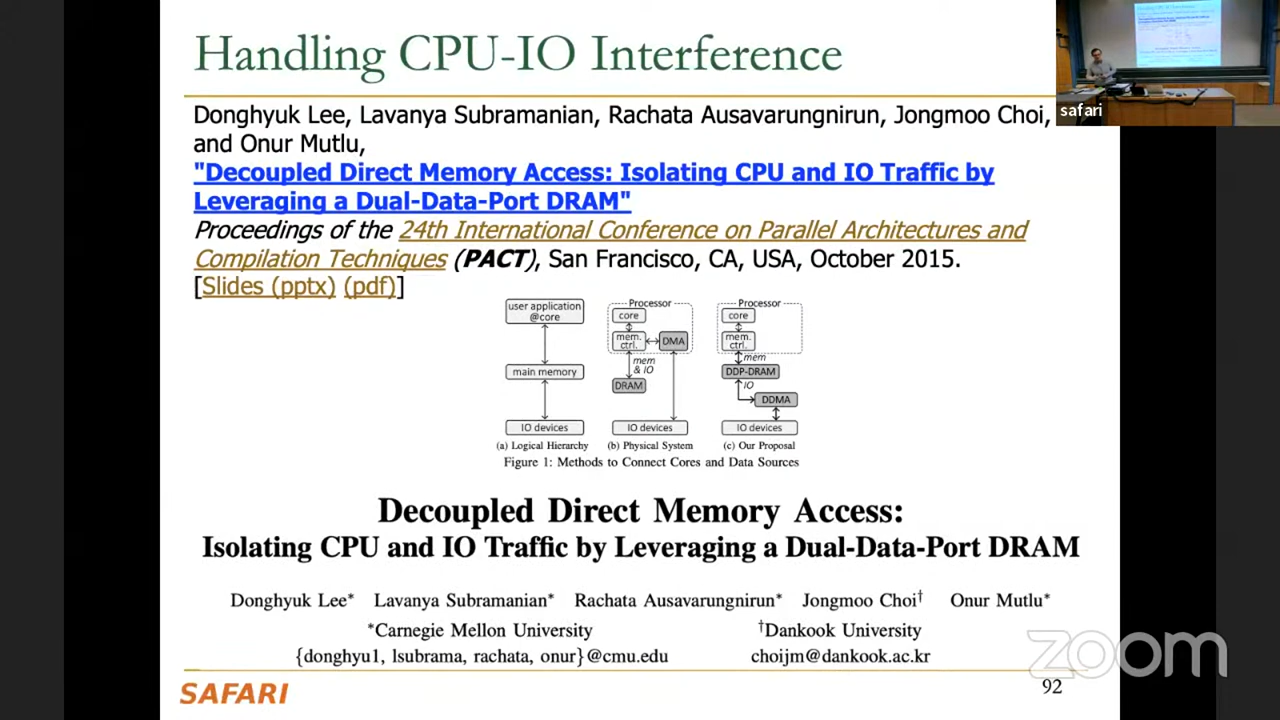 Handling CPU-IO Interference
safari
Donghyuk Lee, Lavanya Subramanian, Rachata Ausavarungnirun, Jongmoo Choi,
and Onur Mutlu,
"Decoupled Direct Memory Access: Isolating CPU and IO Traffic by
Leveraging a Dual-Data-Port DRAM"
Proceedings of the 24th International Conference on Parallel Architectures and
Compilation Techniques (PACT), San Francisco, CA, USA, October 2015.
[Slides (pptx) (pdf)]
user application
@core
main memory
IO devices
(a) Logical Hierarchy
Processor
core
mem.
ctrl.
DMA
mem
& IO
DRAM
IO devices
(b) Physical System
Processor
core
mem.
ctrl.
mem
DDP-DRAM
IO
DDMA
IO devices
(c) Our Proposal
Figure 1: Methods to Connect Cores and Data Sources
Decoupled Direct Memory Access:
Isolating CPU and IO Traffic by Leveraging a Dual-Data-Port DRAM
Donghyuk Lee* Lavanya Subramanian* Rachata Ausavarungnirun* Jongmoo Choi† Onur Mutlu*
*Carnegie Mellon University †Dankook University
{donghyu1, lsubrama, rachata, onur}@cmu.edu choijm@dankook.ac.kr
zoom
SAFARI 92